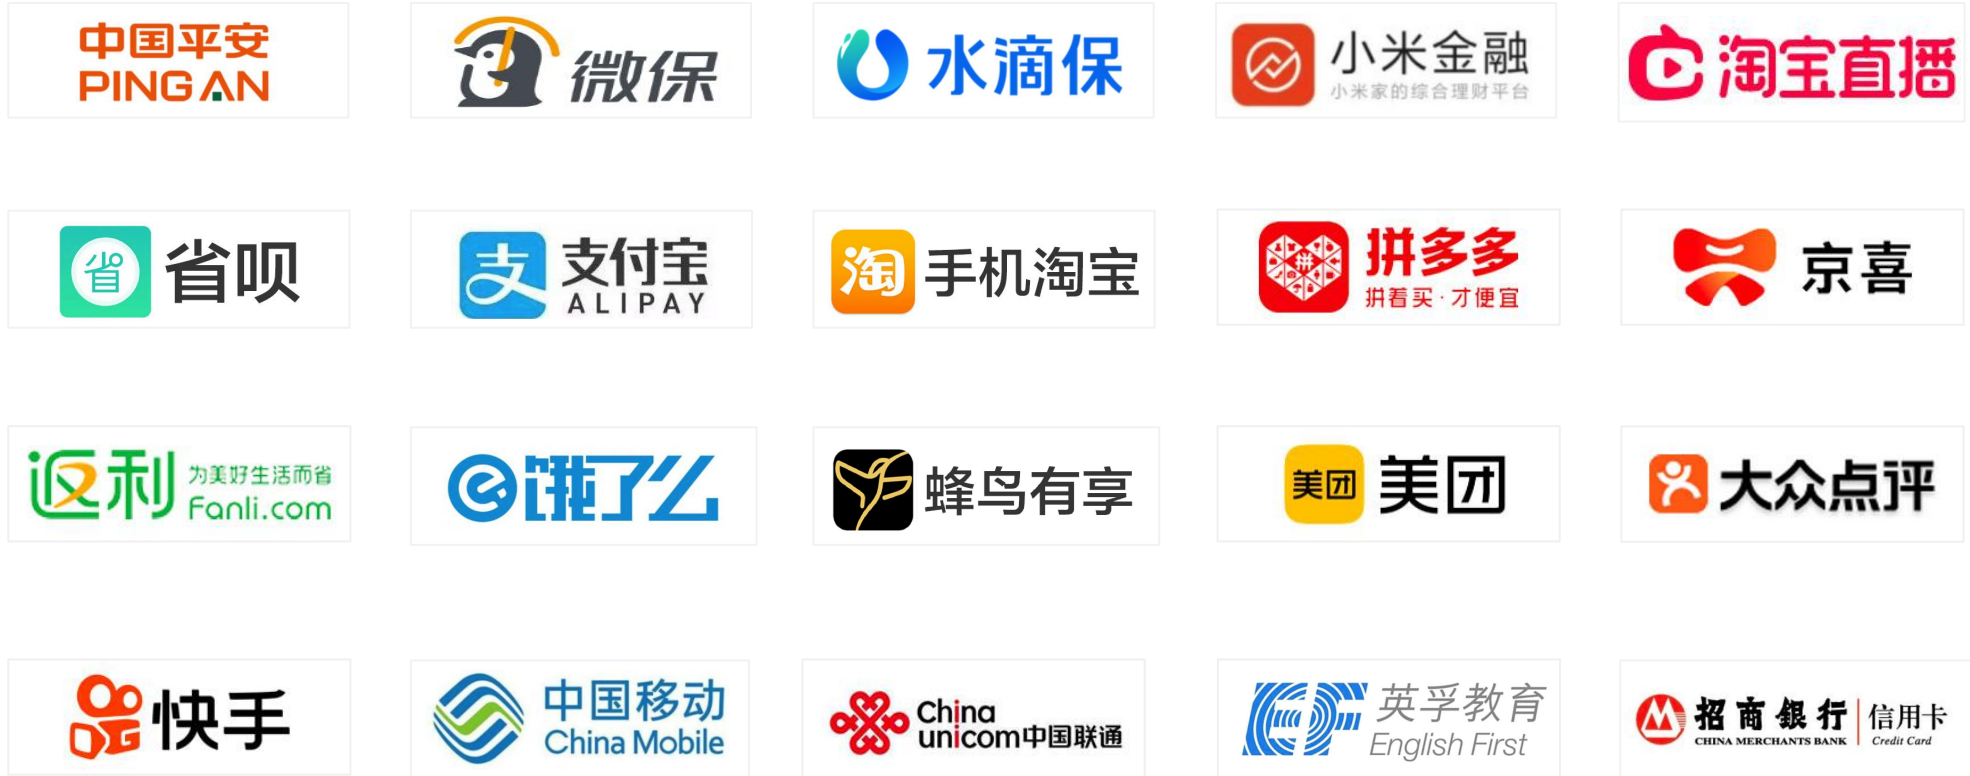 中国平安
PING AN
微保
水滴保
小米金融
小米家的综合理财平台
淘宝直播
省
省呗
支
支付宝
ALIPAY
淘
手机淘宝
拼
拼多多
拼着买·才便宜
京喜
返利
为美好生活而省
Fanli.com
e
饿了么
蜂鸟有享
美团
美团
大众点评
快手
中国移动
China Mobile
China
unicom中国联通
EF
英孚教育
English First
招商银行
CHINA MERCHANTS BANK
信用卡
Credit Card